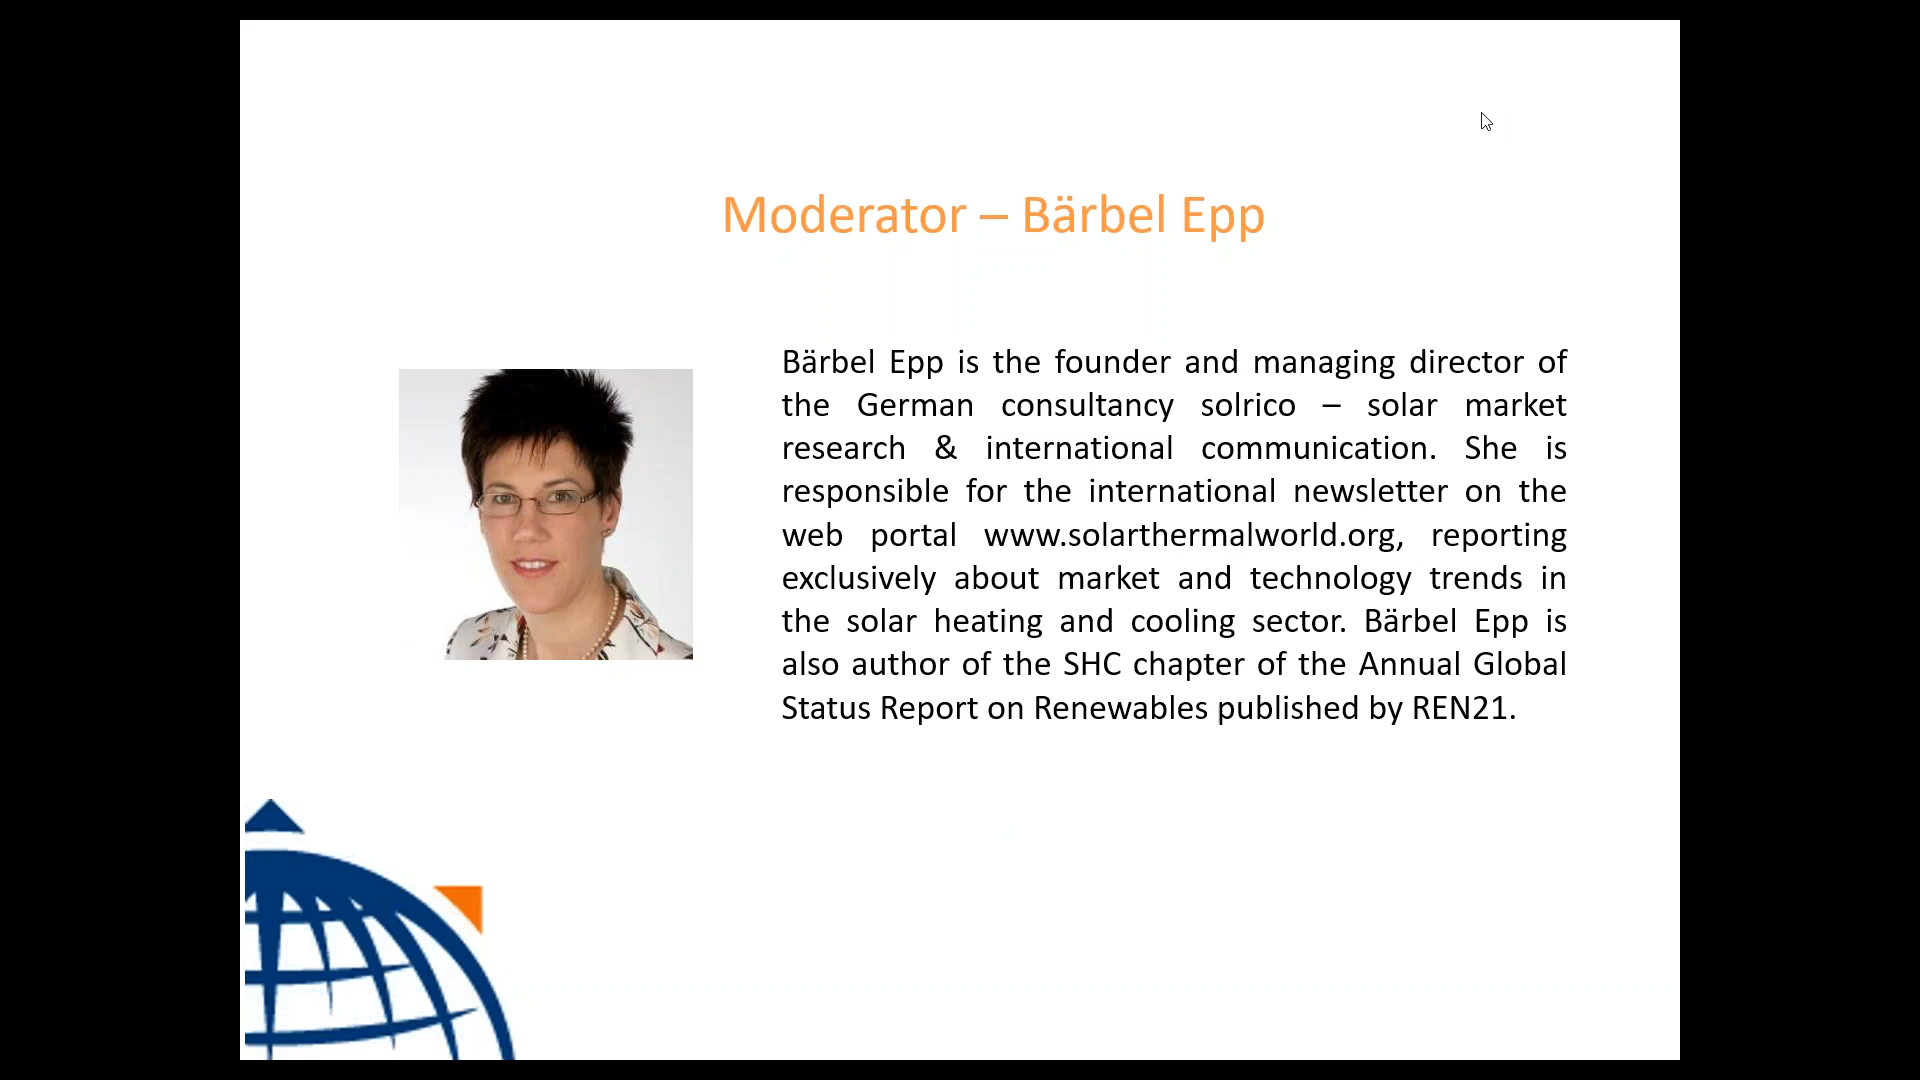 Moderator – Bärbel Epp
Bärbel Epp is the founder and managing director of
the German consultancy solrico – solar market
research & international communication. She is
responsible for the international newsletter on the
web portal www.solarthermalworld.org, reporting
exclusively about market and technology trends in
the solar heating and cooling sector. Bärbel Epp is
also author of the SHC chapter of the Annual Global
Status Report on Renewables published by REN21.